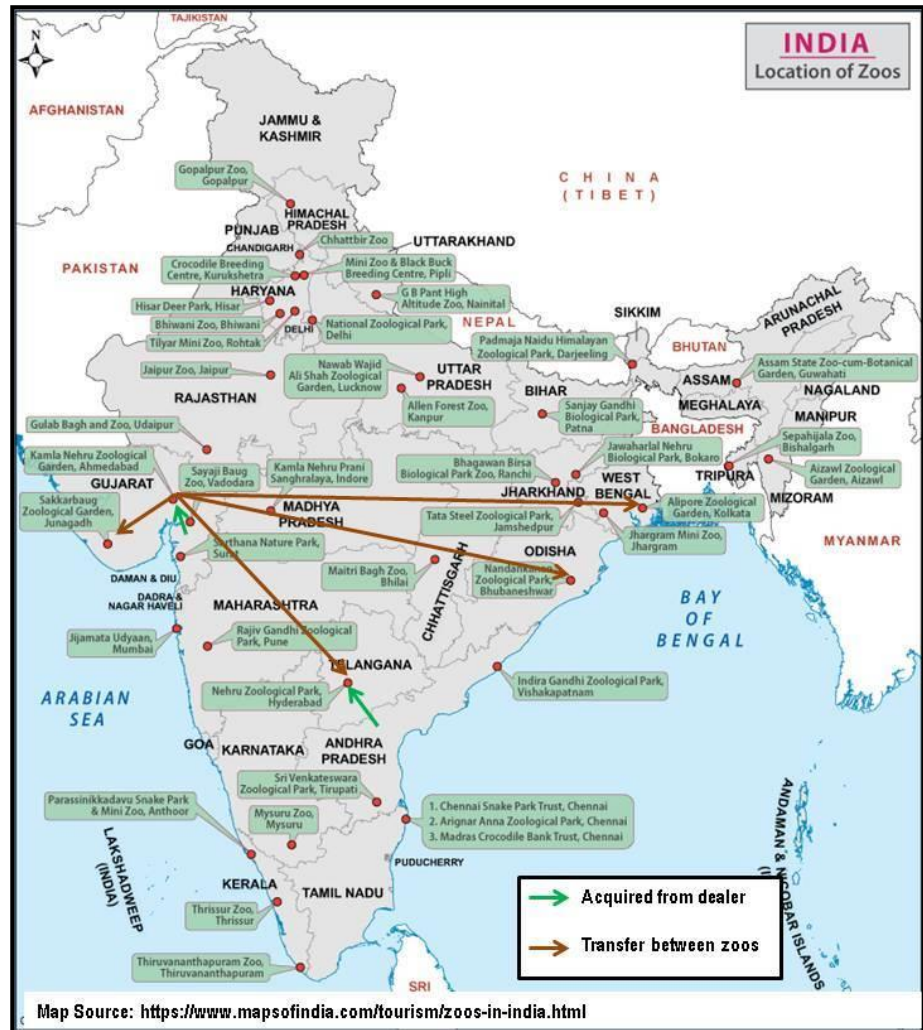 TAJIKISTAN
N
INDIA
Location of Zoos
AFGHANISTAN
JAMMU &
KASHMIR
Gopalpur Zoo,
Gopalpur
C H I N A
( T I B E T )
HIMACHAL
PRADESH
PUNJAB
CHANDIGARH
Chhattbir Zoo
UTTARAKHAND
PAKISTAN
Crocodile Breeding
Centre, Kurukshetra
Mini Zoo & Black Buck
Breeding Centre, Pipli
HARYANA
G B Pant High
Altitude Zoo, Nainital
Hisar Deer Park, Hisar
Bhiwani Zoo, Bhiwani
Tilyar Mini Zoo, Rohtak
DELHI
National Zoological Park,
Delhi
NEPAL
SIKKIM
ARUNACHAL
PRADESH
Padmaja Naidu Himalayan
Zoological Park, Darjeeling
BHUTAN
Jaipur Zoo, Jaipur
Nawab Wajid
Ali Shah Zoological
Garden, Lucknow
UTTAR
PRADESH
ASSAM
Assam State Zoo-cum-Botanical
Garden, Guwahati
RAJASTHAN
Allen Forest Zoo,
Kanpur
BIHAR
Sanjay Gandhi
Biological Park,
Patna
MEGHALAYA
NAGALAND
MANIPUR
BANGLADESH
Gulab Bagh and Zoo, Udaipur
Jawaharlal Nehru
Biological Park, Bokaro
Sepahijala Zoo,
Bishalgarh
Kamla Nehru Zoological
Garden, Ahmedabad
Sayaji Baug
Zoo, Vadodara
Kamla Nehru Prani
Sanghralaya, Indore
Bhagawan Birsa
Biological Park Zoo, Ranchi
TRIPURA
Aizawl Zoological
Garden, Aizawl
GUJARAT
JHARKHAND
WEST
BENGAL
MIZORAM
Sakkarbaug
Zoological Garden,
Junagadh
MADHYA
PRADESH
Tata Steel Zoological Park,
Jamshedpur
Alipore Zoological
Garden, Kolkata
Sarthana Nature Park,
Surat
Jhargram Mini Zoo,
Jhargram
MYANMAR
DAMAN & DIU
Maitri Bagh Zoo,
Bhilai
CHHATTISGARH
ODISHA
Nandankanan
Zoological Park,
Bhubaneshwar
DADRA &
NAGAR HAVELI
MAHARASHTRA
BAY
OF
BENGAL
Jijamata Udyaan,
Mumbai
Rajiv Gandhi Zoological
Park, Pune
TELANGANA
Nehru Zoological Park,
Hyderabad
Indira Gandhi Zoological Park,
Vishakapatnam
ARABIAN
SEA
GOA
KARNATAKA
ANDHRA
PRADESH
Sri Venkateswara
Zoological Park, Tirupati
Parassinikkadavu Snake Park
& Mini Zoo, Anthoor
Mysuru Zoo,
Mysuru
1. Chennai Snake Park Trust, Chennai
2. Arignar Anna Zoological Park, Chennai
3. Madras Crocodile Bank Trust, Chennai
LAKSHADWEEP
(INDIA)
PUDUCHERRY
ANDAMAN & NICOBAR ISLANDS
KERALA
TAMIL NADU
Thrissur Zoo,
Thrissur
Acquired from dealer
Transfer between zoos
Thiruvananthapuram Zoo,
Thiruvananthapuram
SRI
Map Source: https://www.mapsofindia.com/tourism/zoos-in-india.html